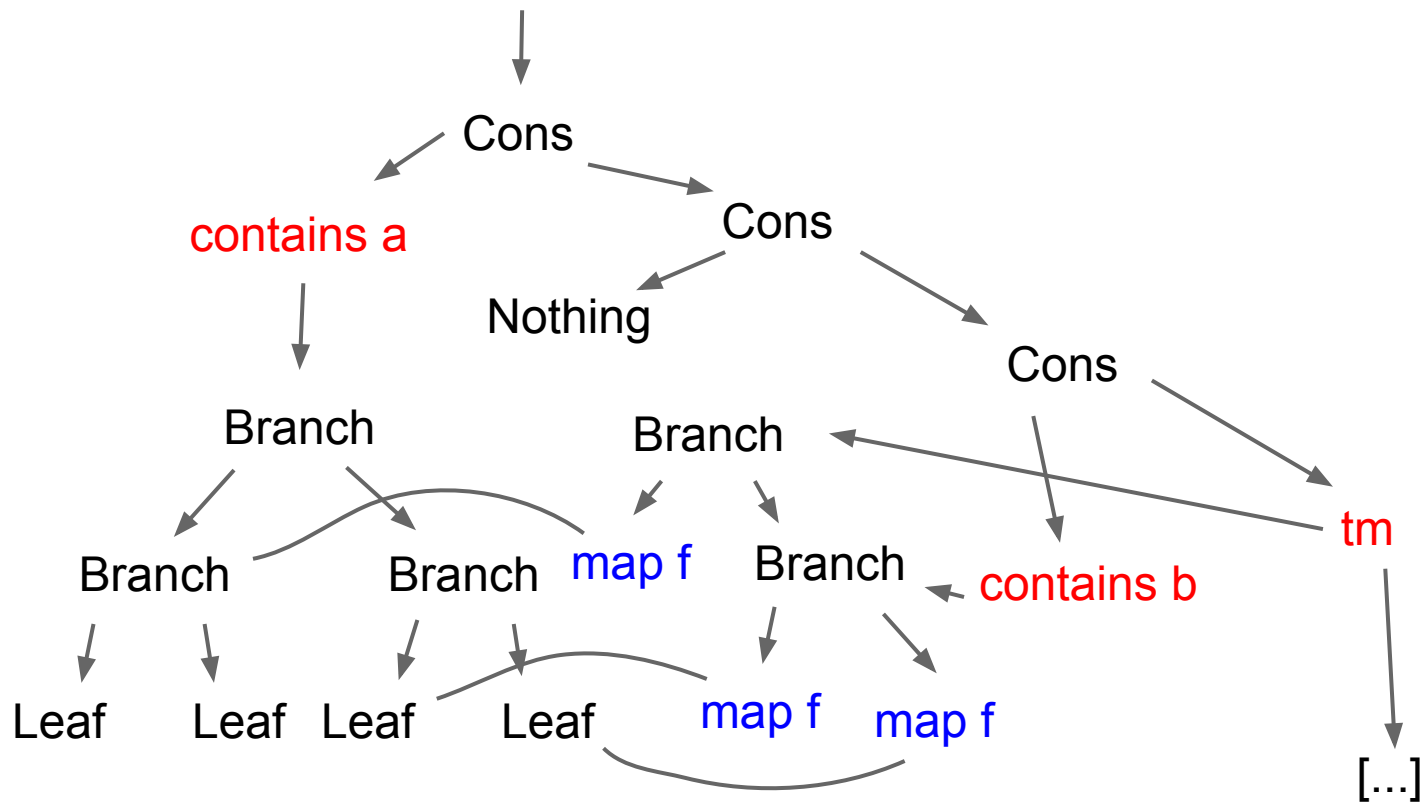 Cons
contains a
Cons
Nothing
Cons
Branch
Branch
tm
Branch
Branch
map f
Branch
contains b
Leaf
Leaf
Leaf
Leaf
map f
map f
[...]